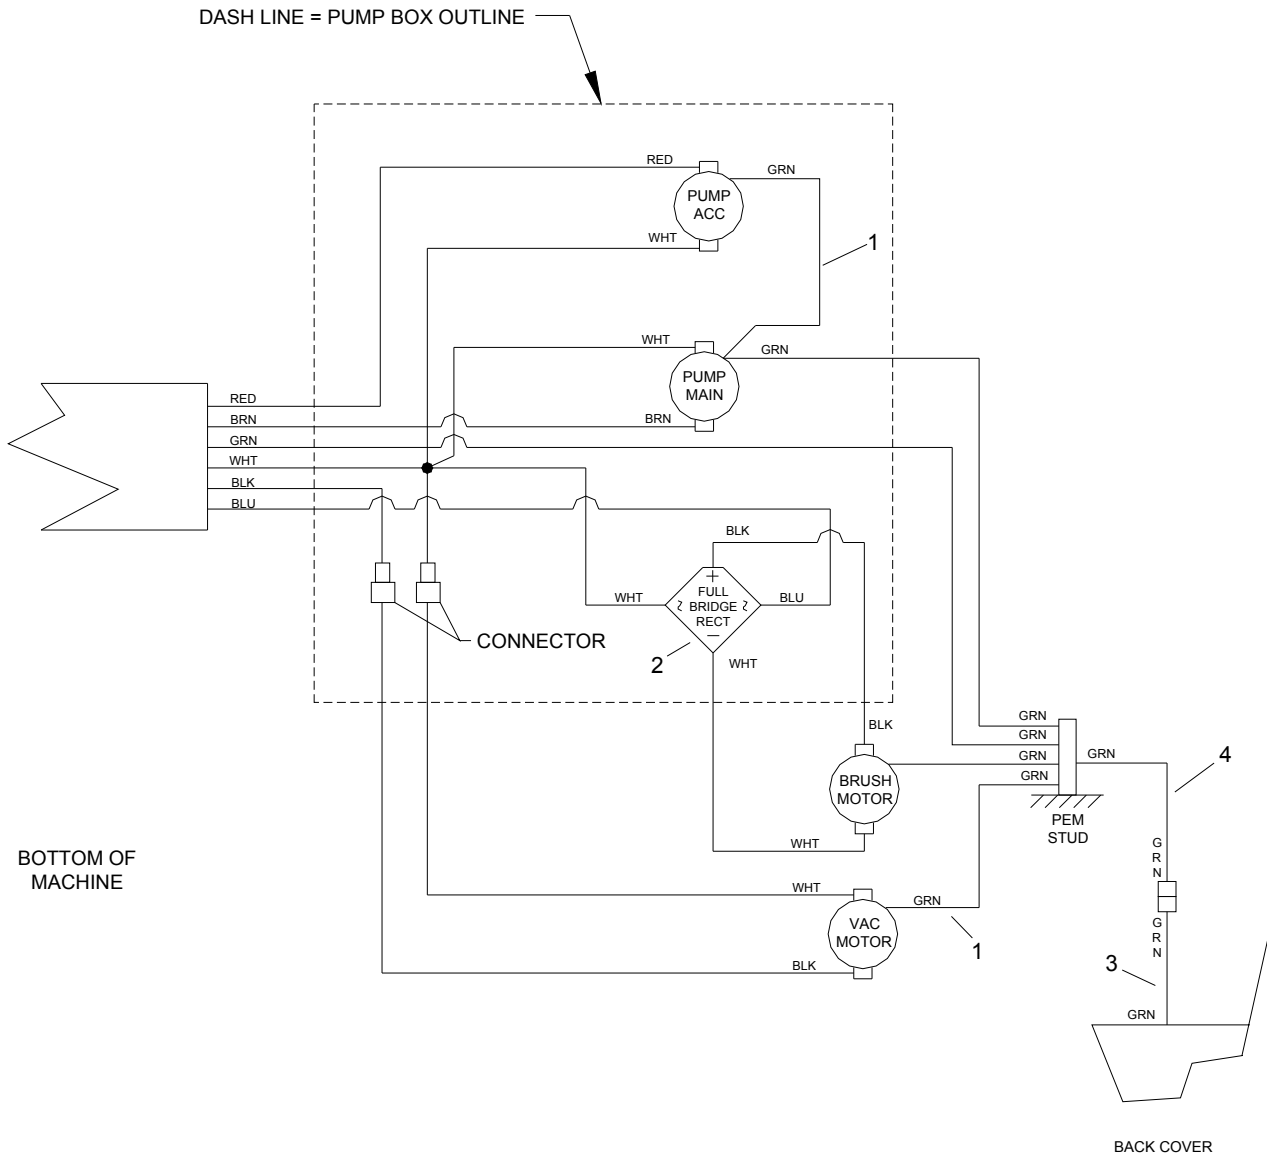 DASH LINE = PUMP BOX OUTLINE
RED
GRN
PUMP
ACC
WHT
1
WHT
GRN
PUMP
MAIN
BRN
RED
BRN
GRN
WHT
BLK
BLU
BLK
+
FULL
~ BRIDGE ~
RECT
−
WHT
BLU
CONNECTOR
2
WHT
BLK
GRN
GRN
GRN
GRN
GRN
4
BRUSH
MOTOR
PEM
STUD
WHT
G
R
N
BOTTOM OF
MACHINE
WHT
GRN
VAC
MOTOR
1
G
R
N
BLK
3
GRN
BACK COVER